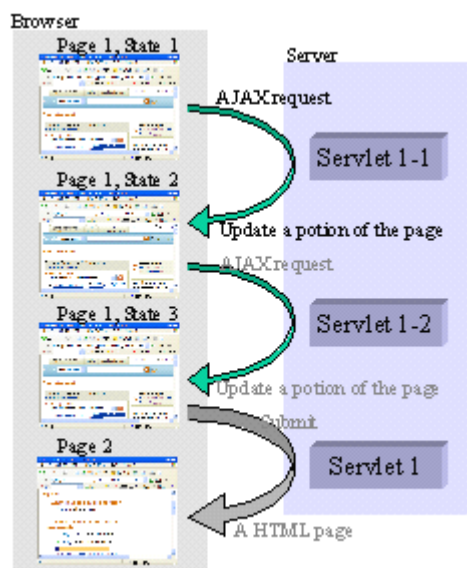 Browser
Page 1, State 1
Server
AJAX request
Servlet 1-1
Page 1, State 2
Update a potion of the page
AJAX request
Page 1, State 3
Servlet 1-2
Update a potion of the page
Submit
Page 2
Servlet 1
A HTML page